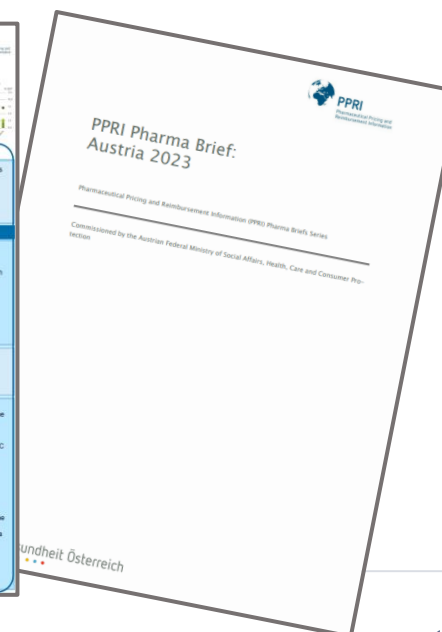 PPRI
Pharmaceutical Pricing and
Reimbursement Information
PPRI Pharma Brief:
Austria 2023
Pharmaceutical Pricing and Reimbursement Information (PPRI) Pharma Briefs Series
Commissioned by the Austrian Federal Ministry of Social Affairs, Health, Care and Consumer Pro-
tection
sundheit Österreich